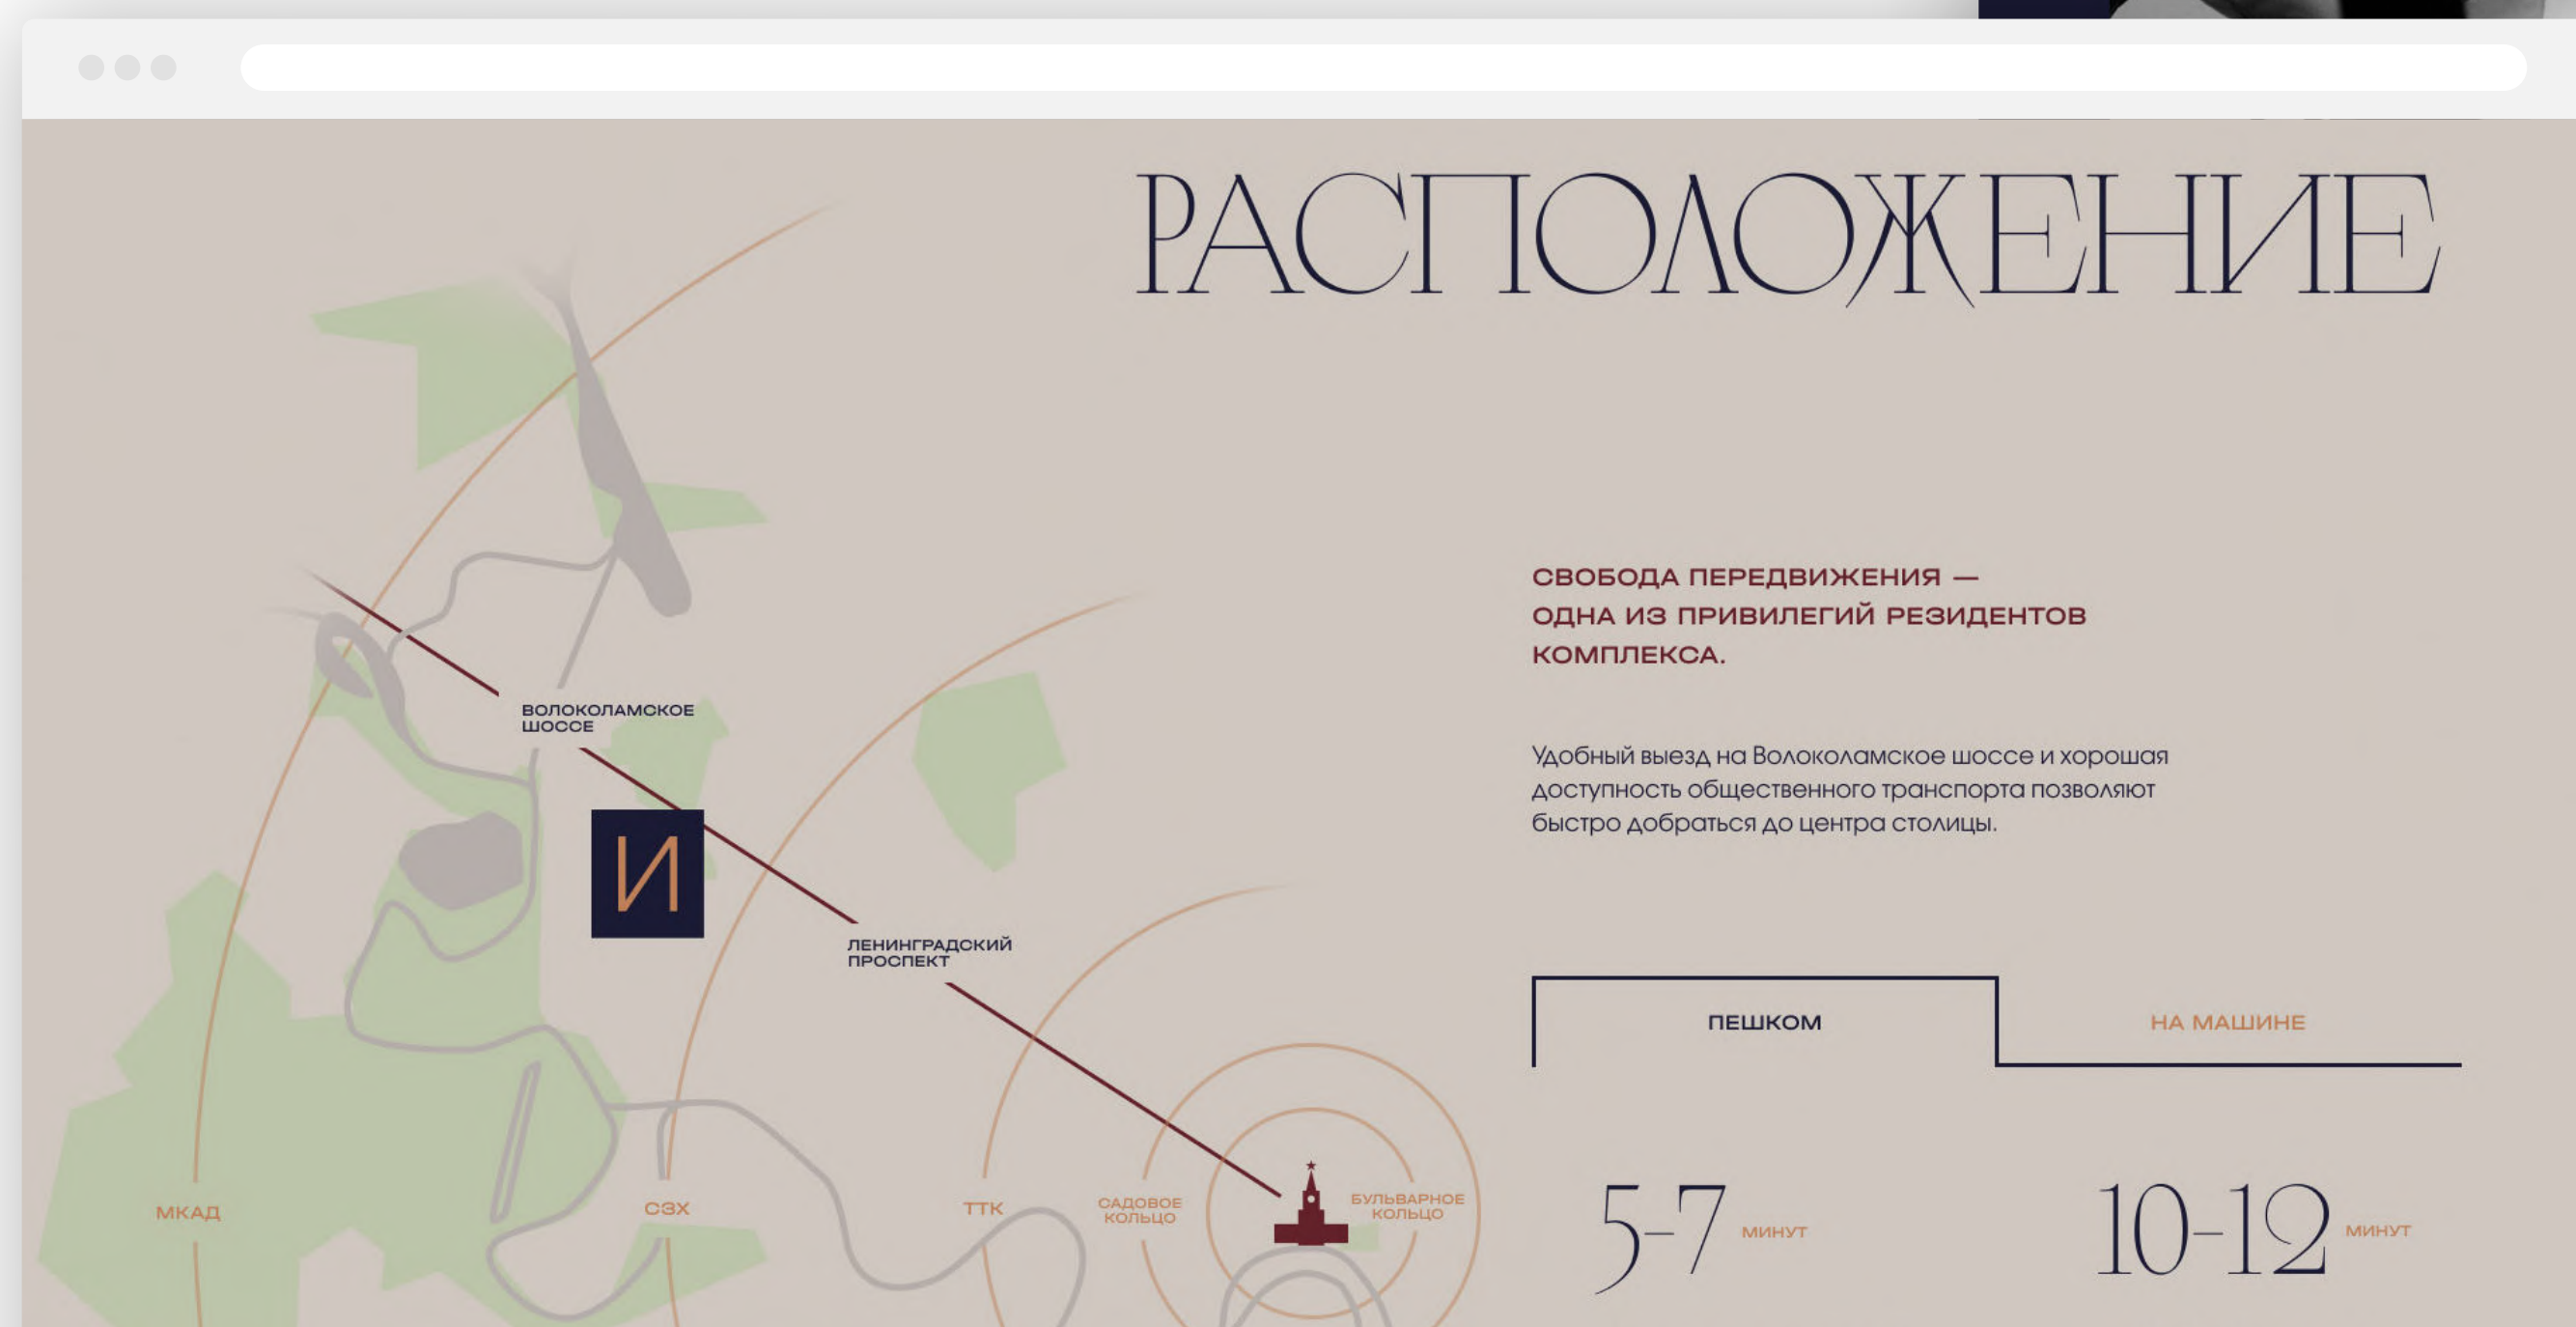 РАСПОЛОЖЕНИЕ
СВОБОДА ПЕРЕДВИЖЕНИЯ —
ОДНА ИЗ ПРИВИЛЕГИЙ РЕЗИДЕНТОВ
КОМПЛЕКСА.
Удобный выезд на Волоколамское шоссе и хорошая
доступность общественного транспорта позволяют
быстро добраться до центра столицы.
ВОЛОКОЛАМСКОЕ
ШОССЕ
И
ЛЕНИНГРАДСКИЙ
ПРОСПЕКТ
МКАД
СЗХ
ТТК
САДОВОЕ
КОЛЬЦО
БУЛЬВАРНОЕ
КОЛЬЦО
ПЕШКОМ
НА МАШИНЕ
5–7 МИНУТ
10–12 МИНУТ